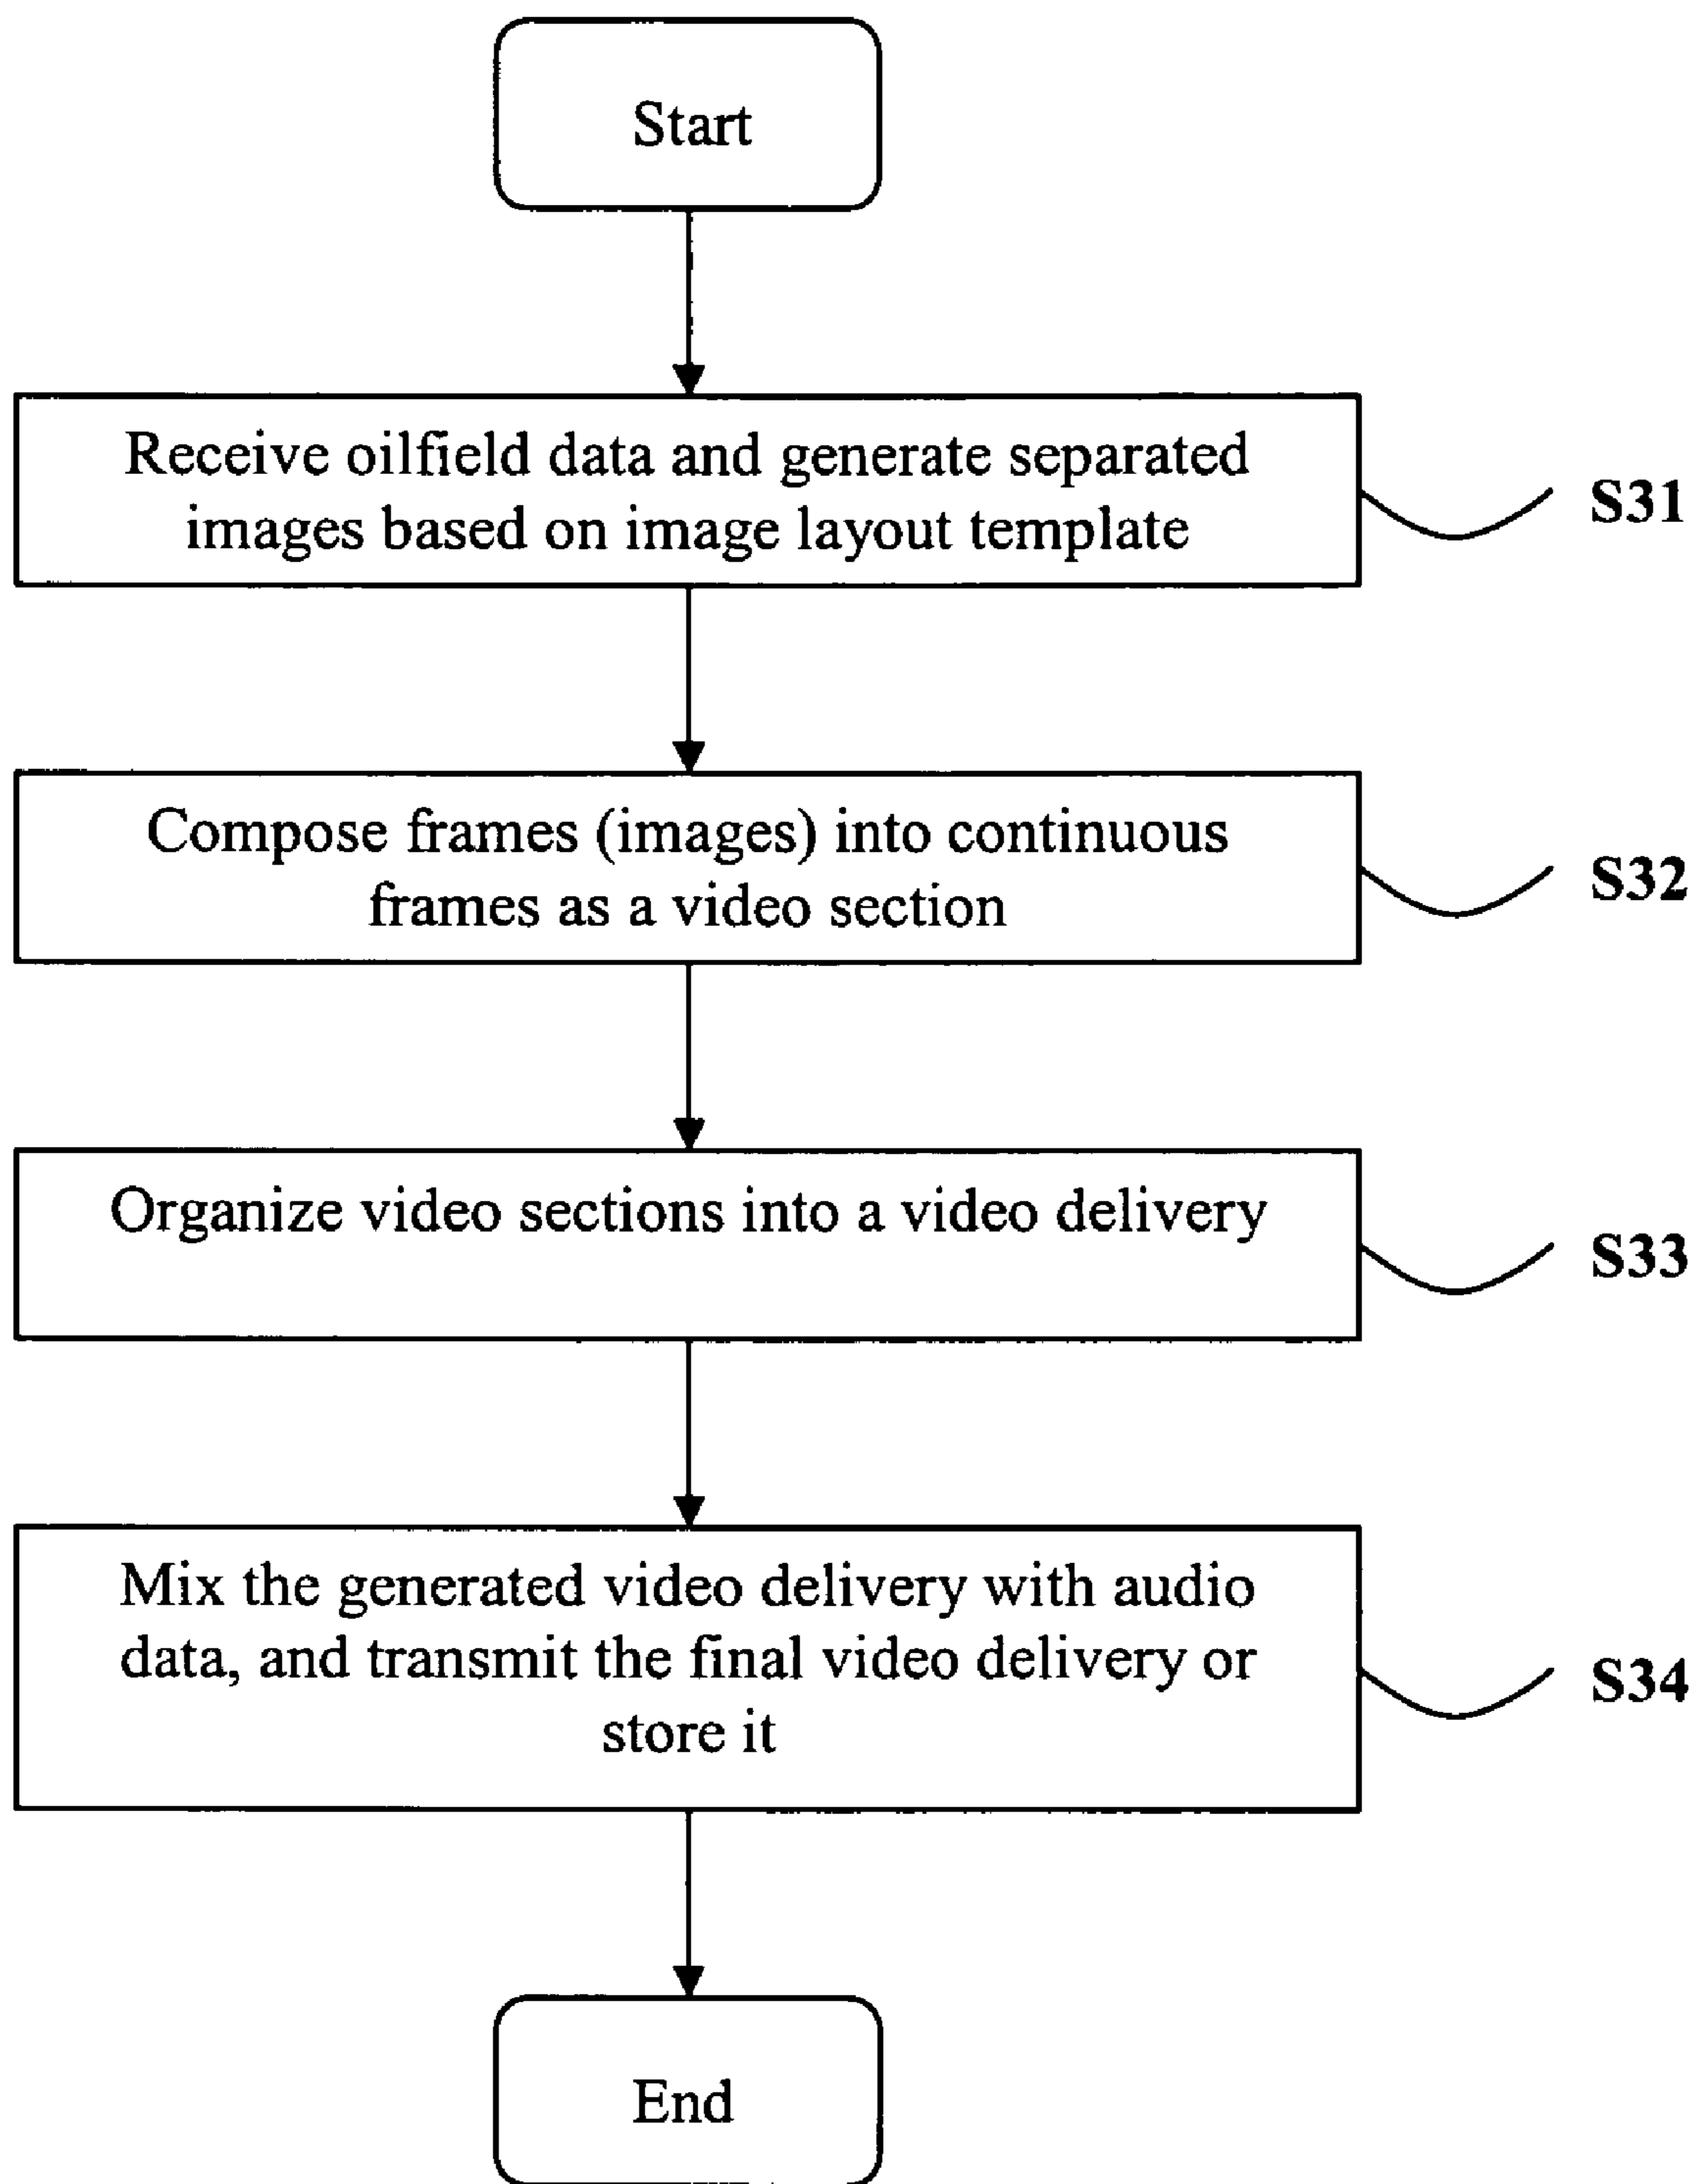 Start
Receive oilfield data and generate separated
images based on image layout template
S31
Compose frames (images) into continuous
frames as a video section
S32
Organize video sections into a video delivery
S33
Mix the generated video delivery with audio
data, and transmit the final video delivery or
store it
S34
End